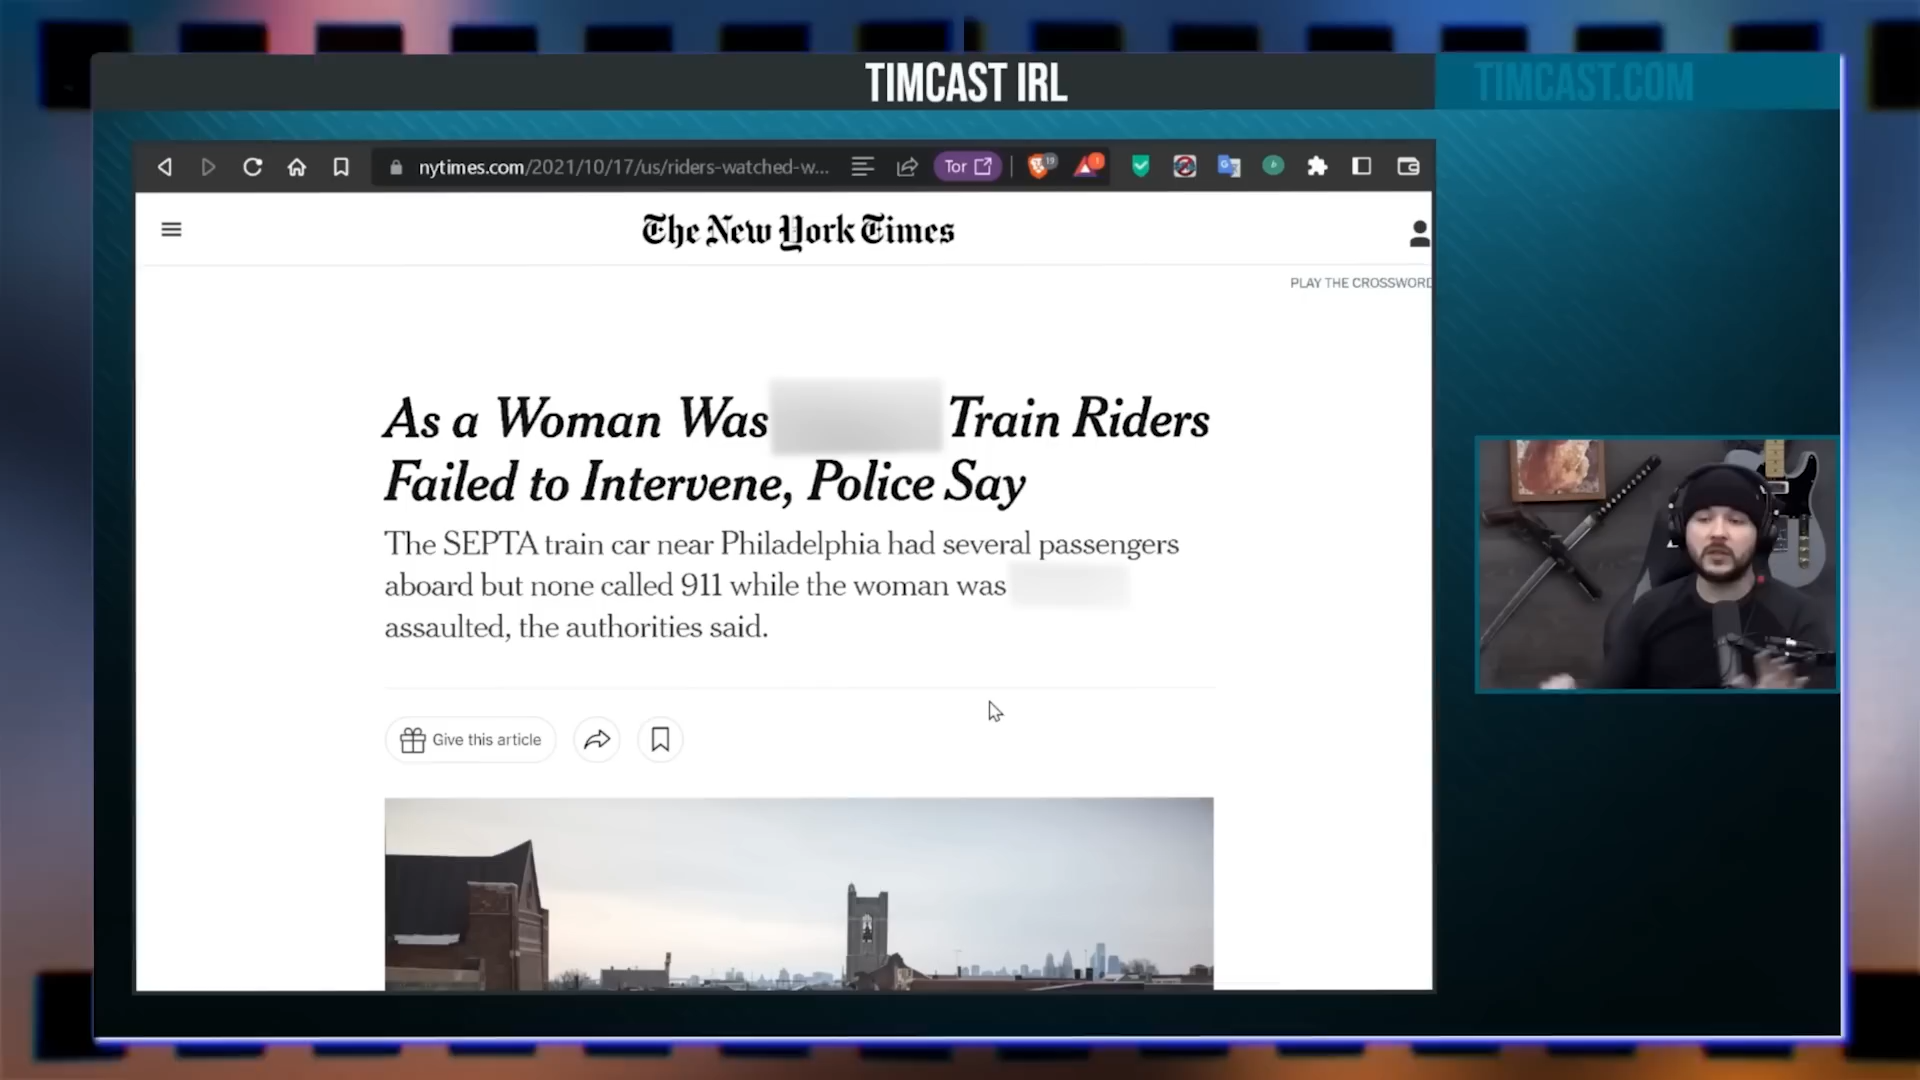 TIMCAST IRL
TIMCAST.COM
nytimes.com/2021/10/17/us/riders-watched-w...
Tor
19
1
The New York Times
PLAY THE CROSSWORD
As a Woman Was Train Riders
Failed to Intervene, Police Say
The SEPTA train car near Philadelphia had several passengers
aboard but none called 911 while the woman was
assaulted, the authorities said.
Give this article